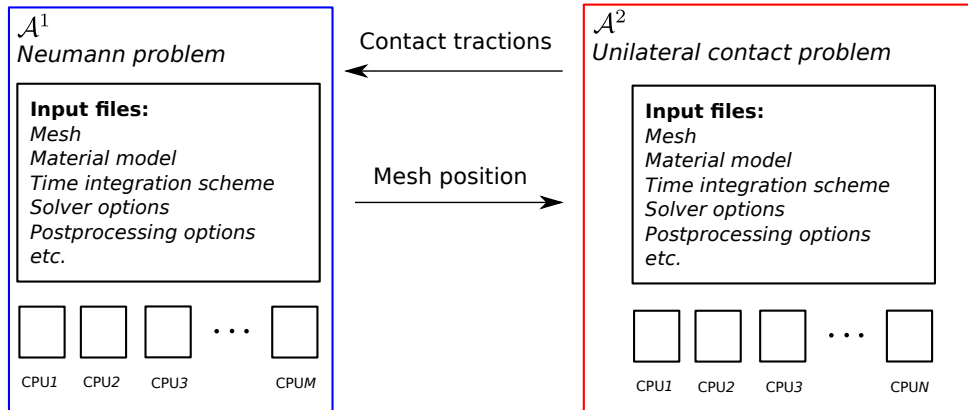 𝒜¹
Neumann problem
Input files:
Mesh
Material model
Time integration scheme
Solver options
Postprocessing options
etc.
CPU1 CPU2 CPU3 ... CPUM
Contact tractions
Mesh position
𝒜²
Unilateral contact problem
Input files:
Mesh
Material model
Time integration scheme
Solver options
Postprocessing options
etc.
CPU1 CPU2 CPU3 ... CPUN